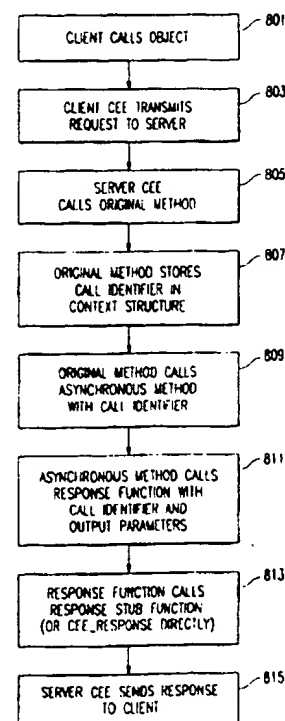 801
CLIENT CALLS OBJECT
803
CLIENT CEE TRANSMITS
REQUEST TO SERVER
805
SERVER CEE
CALLS ORIGINAL METHOD
807
ORIGINAL METHOD STORES
CALL IDENTIFIER IN
CONTEXT STRUCTURE
809
ORIGINAL METHOD CALLS
ASYNCHRONOUS METHOD
WITH CALL IDENTIFIER
811
ASYNCHRONOUS METHOD CALLS
RESPONSE FUNCTION WITH
CALL IDENTIFIER AND
OUTPUT PARAMETERS
813
RESPONSE FUNCTION CALLS
RESPONSE STUB FUNCTION
(OR CEE_RESPONSE DIRECTLY)
815
SERVER CEE SENDS RESPONSE
TO CLIENT